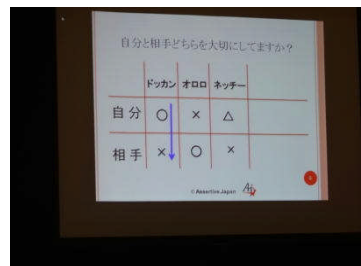 自分と相手どちらを大切にしてますか?
ドッカン オロロ ネッチー
自分 ○ × △
相手 × ○ ×
© Assertive Japan